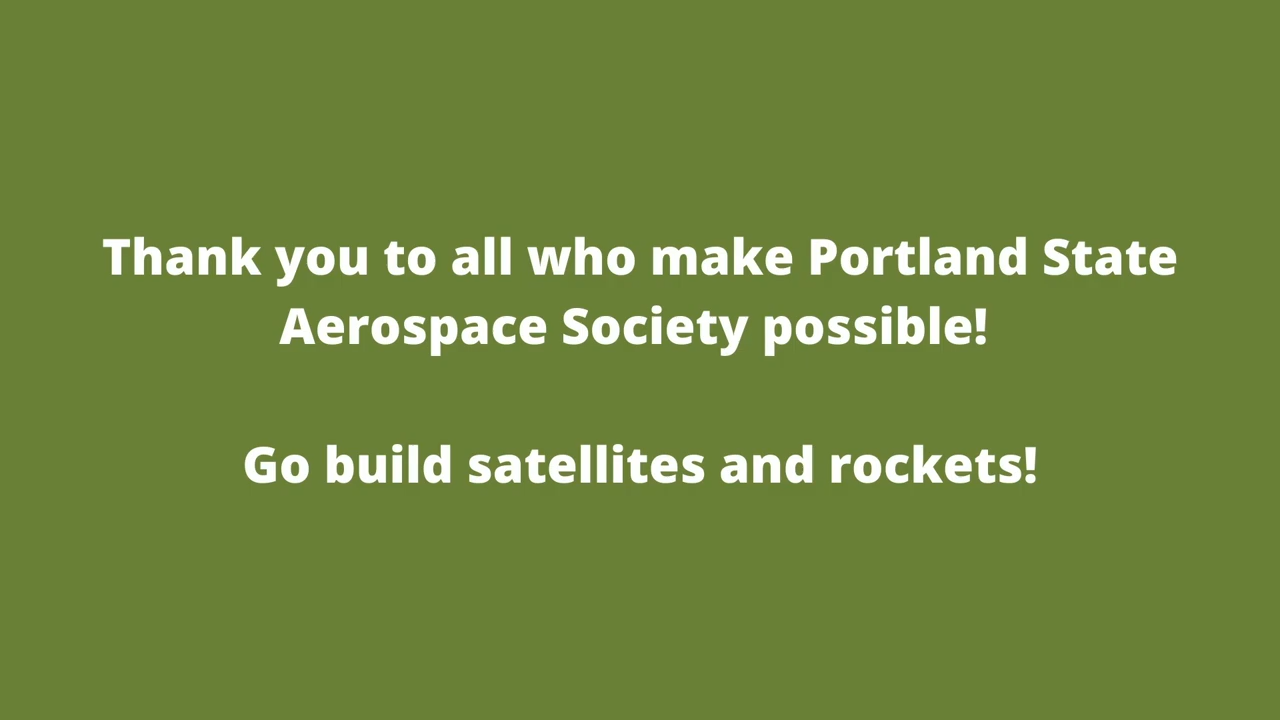 Thank you to all who make Portland State
Aerospace Society possible!
Go build satellites and rockets!